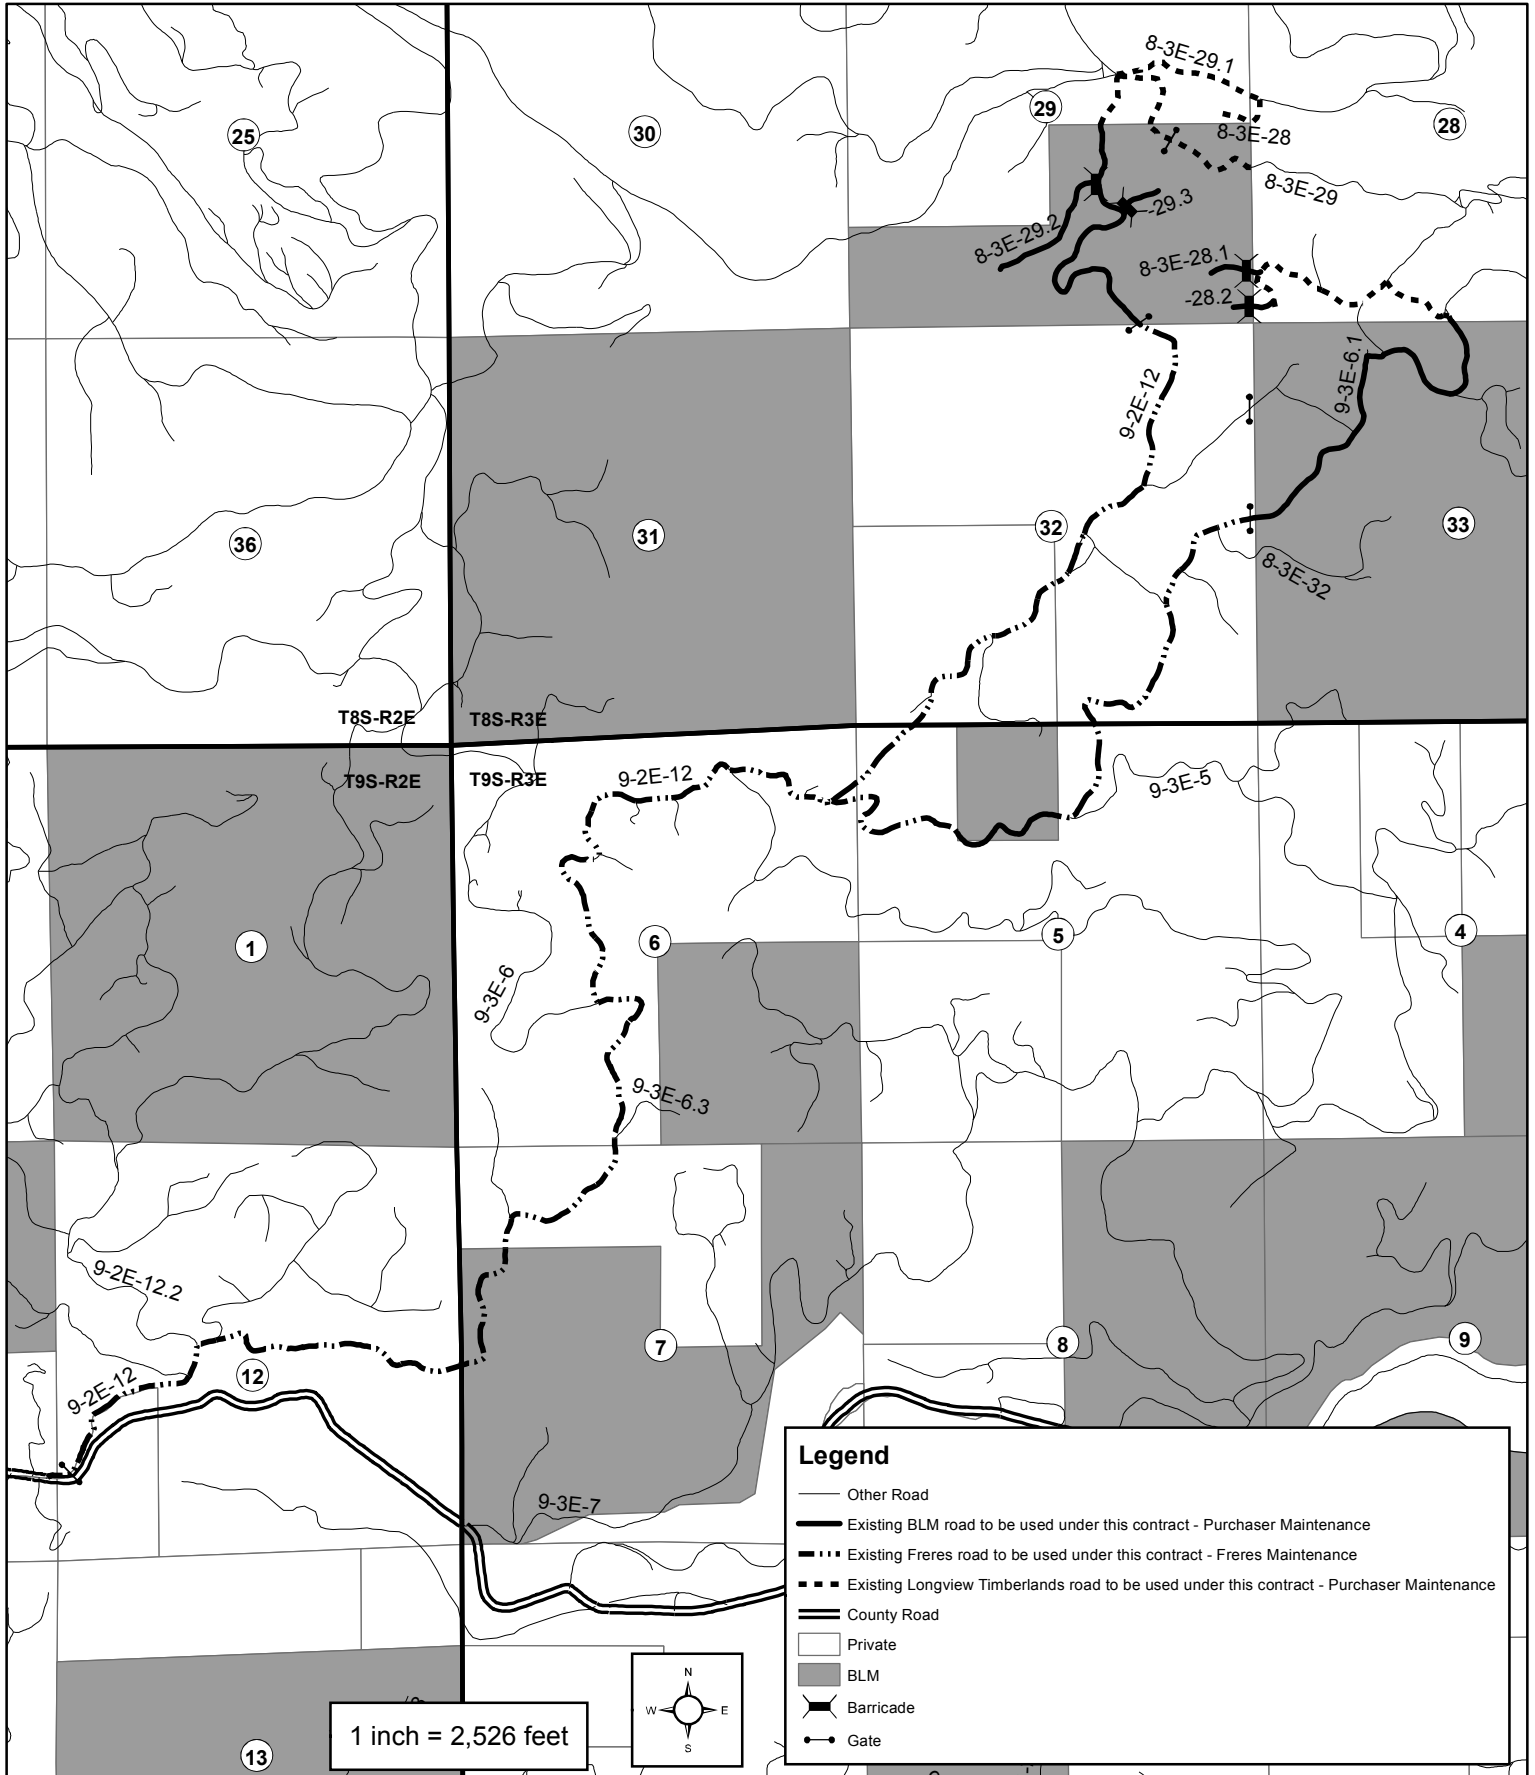 8-3E-29.1
29
25
30
28
8-3E-28
8-3E-29
-29.3
8-3E-29.2
8-3E-28.1
-28.2
9-3E-6.1
9-2E-12
36
31
32
33
8-3E-32
T8S-R2E
T8S-R3E
T9S-R2E
T9S-R3E
9-2E-12
9-3E-5
1
6
5
4
9-3E-6
9-3E-6.3
9-2E-12.2
7
8
9
9-2E-12
12
9-3E-7
Legend
Other Road
Existing BLM road to be used under this contract - Purchaser Maintenance
Existing Freres road to be used under this contract - Freres Maintenance
Existing Longview Timberlands road to be used under this contract - Purchaser Maintenance
County Road
Private
BLM
Barricade
Gate
N
W E
S
1 inch = 2,526 feet
13